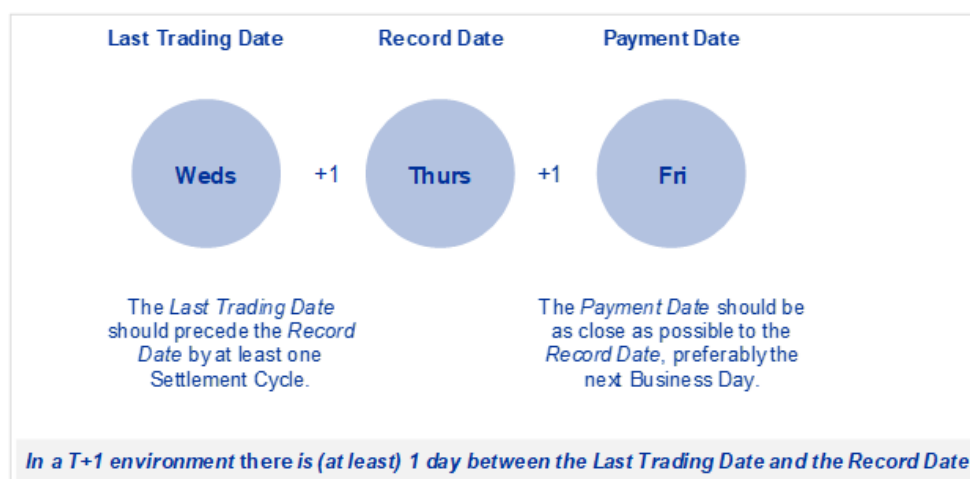 Last Trading Date Record Date Payment Date
Weds +1 Thurs +1 Fri
The Last Trading Date
should precede the Record
Date by at least one
Settlement Cycle.
The Payment Date should be
as close as possible to the
Record Date, preferably the
next Business Day.
In a T+1 environment there is (at least) 1 day between the Last Trading Date and the Record Date